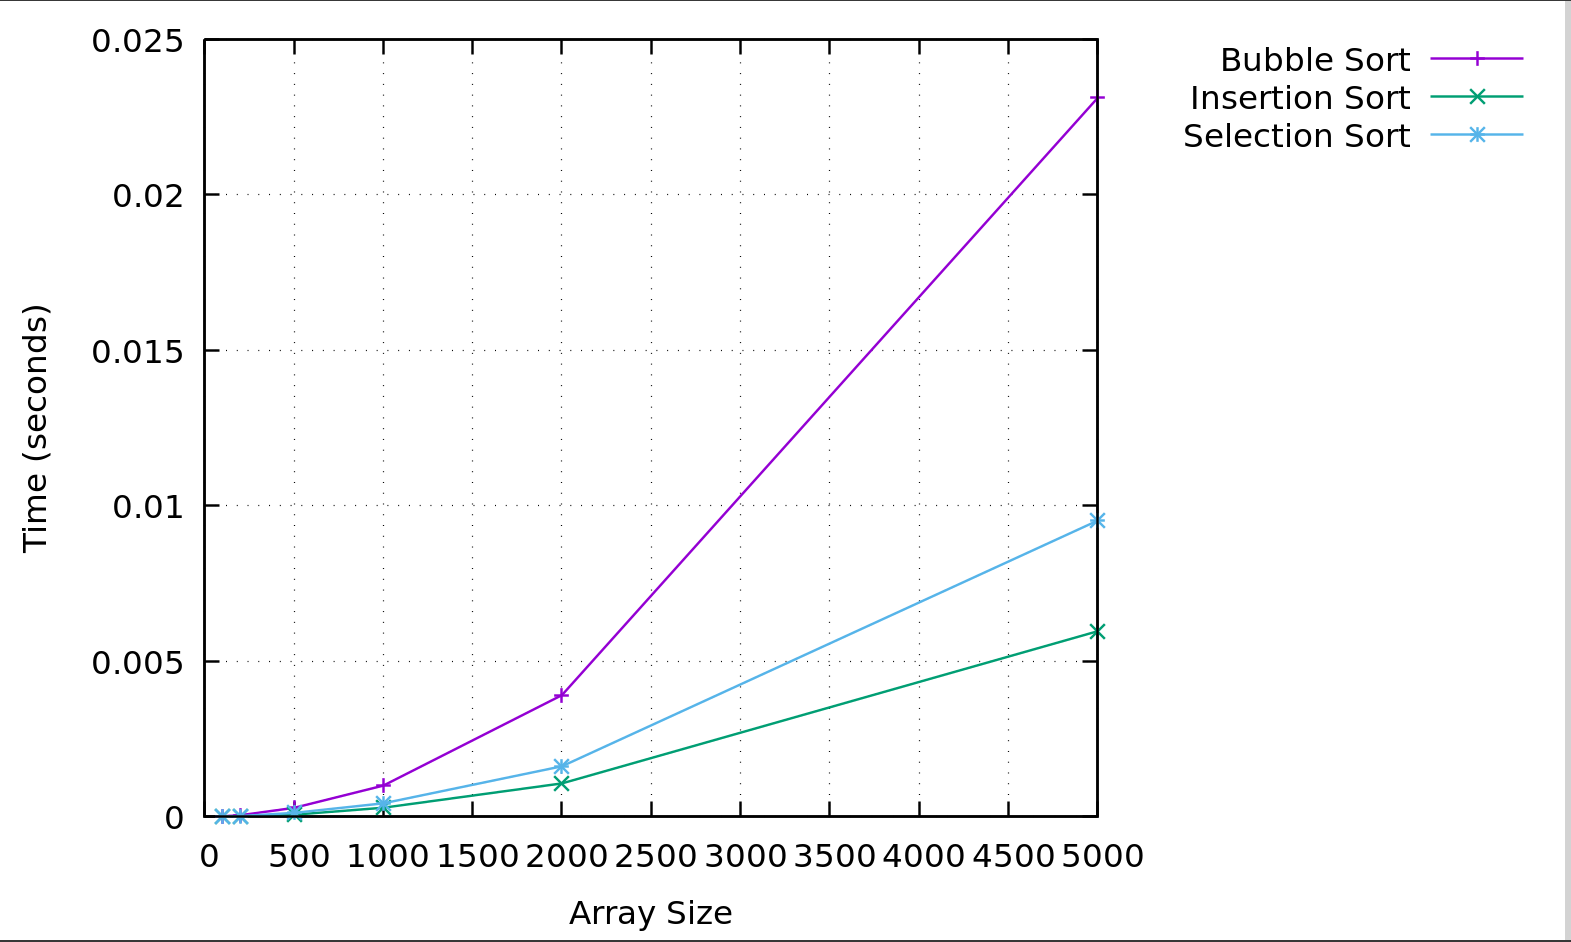 0.025
0.02
0.015
0.01
0.005
0
Time (seconds)
0 500 1000 1500 2000 2500 3000 3500 4000 4500 5000
Array Size
Bubble Sort
Insertion Sort
Selection Sort